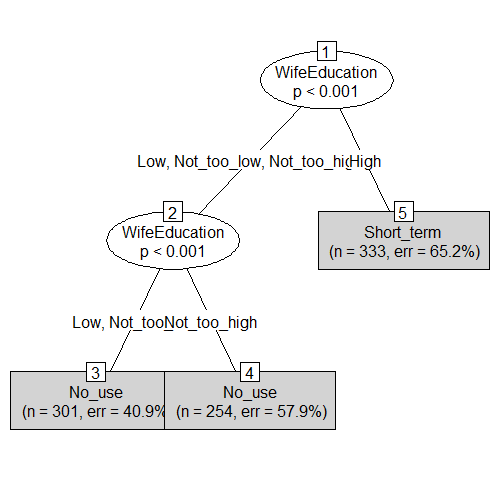 1
WifeEducation
p < 0.001
Low, Not_too_low, Not_too_hig
High
2
WifeEducation
p < 0.001
5
Short_term
(n = 333, err = 65.2%)
Low, Not_too
Not_too_high
3
No_use
(n = 301, err = 40.9%
4
No_use
(n = 254, err = 57.9%)